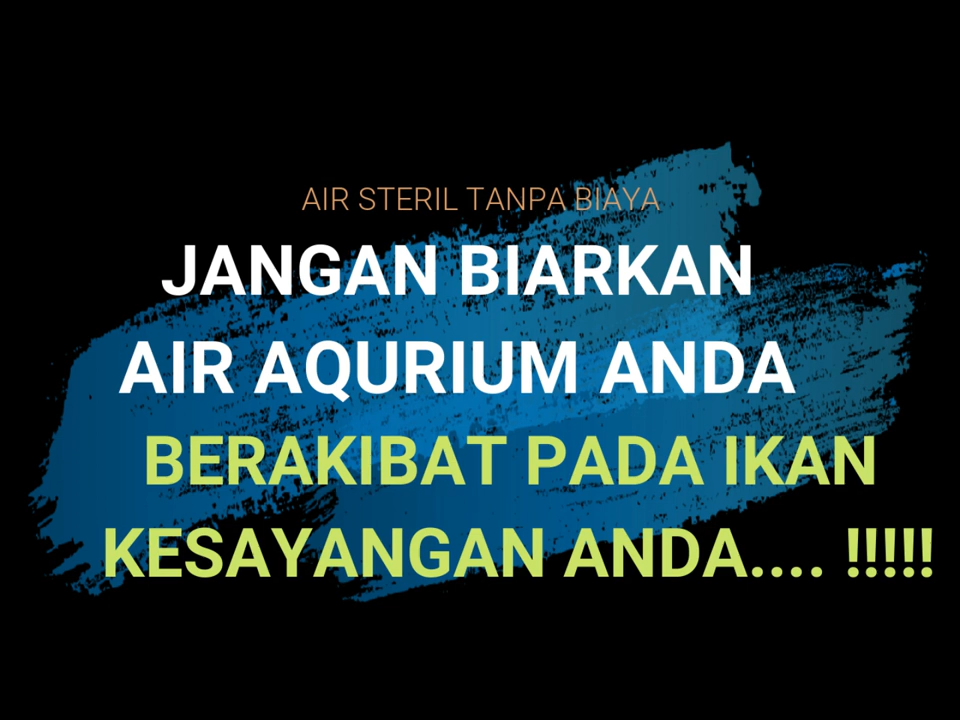 AIR STERIL TANPA BIAYA
JANGAN BIARKAN
AIR AQURIUM ANDA
BERAKIBAT PADA IKAN
KESAYANGAN ANDA.... !!!!!